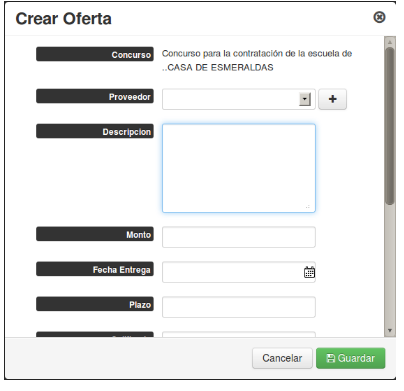 Crear Oferta
Concurso
Concurso para la contratación de la escuela de
..CASA DE ESMERALDAS
Proveedor
Descripcion
Monto
Fecha Entrega
Plazo
Cancelar
Guardar